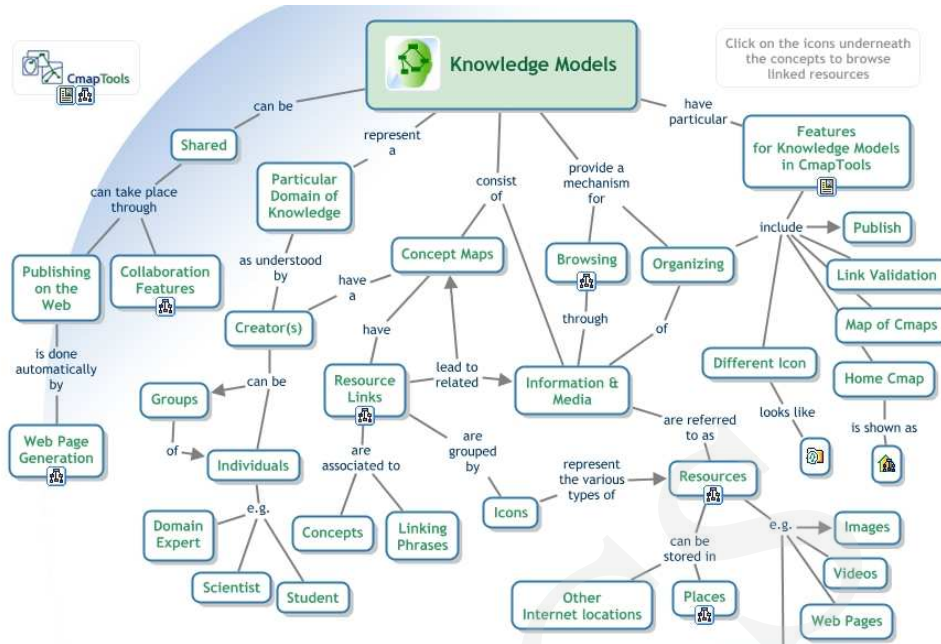 CmapTools
Knowledge Models
Click on the icons underneath
the concepts to browse
linked resources
can be
have
particular
represent
a
Shared
Features
for Knowledge Models
in CmapTools
can take place
through
Particular
Domain of
Knowledge
consist
of
provide a
mechanism
for
include
Publish
Publishing
on the
Web
Collaboration
Features
as understood
by
have
a
Concept Maps
Browsing
Organizing
Link Validation
Creator(s)
have
through
of
Map of Cmaps
is done
automatically
by
can be
lead to
related
Different Icon
Home Cmap
Groups
Resource
Links
Information &
Media
looks like
is shown as
Web Page
Generation
of
Individuals
are
associated to
are
grouped
by
are referred
to as
represent
the various
types of
Resources
e.g.
Domain
Expert
Concepts
Linking
Phrases
Icons
e.g.
Images
can be
stored in
Scientist
Student
Other
Internet locations
Places
Videos
Web Pages